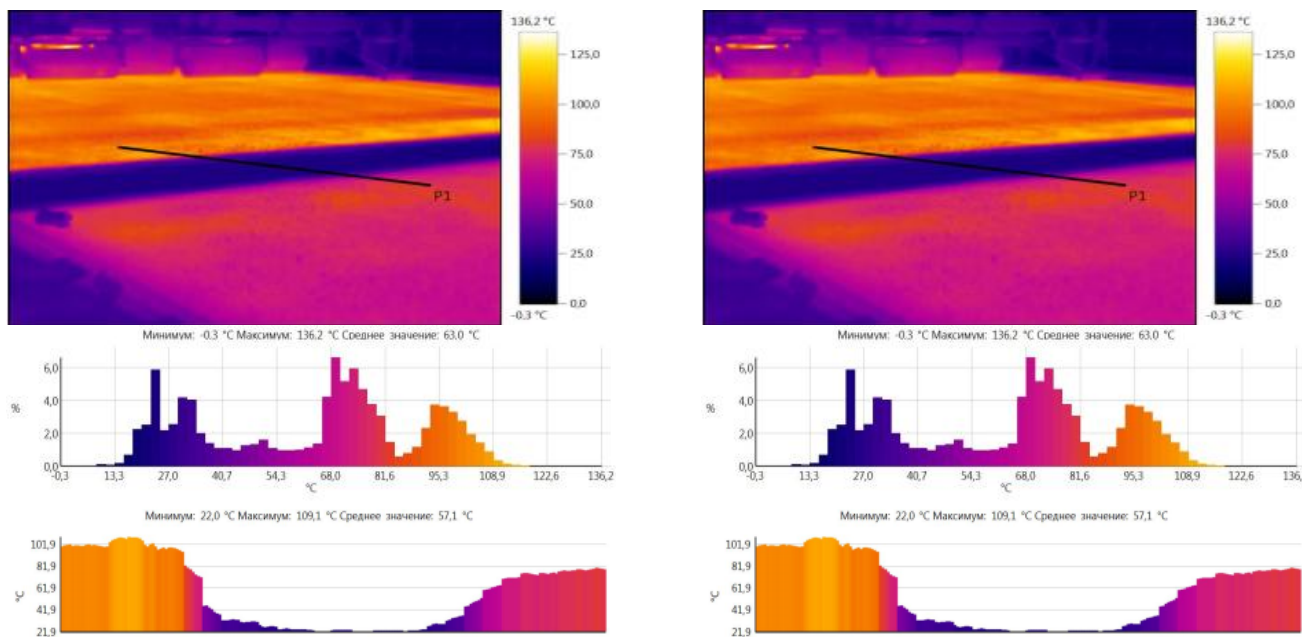 136,2 °C
125,0
100,0
75,0
50,0
25,0
0,0
-0.3 °C
P1
Минимум: -0.3 °C Максимум: 136,2 °C Среднее значение: 63.0 °C
6,0
4,0
2,0
0,0
%
-0,3 13,3 27,0 40,7 54,3 68,0 81,6 95,3 108,9 122,6 136,2
°C
Минимум: 22,0 °C Максимум: 109,1 °C Среднее значение: 57,1 °C
101,9
81,9
61,9
41,9
21,9
°C
136,2 °C
125,0
100,0
75,0
50,0
25,0
0,0
-0.3 °C
P1
Минимум: -0.3 °C Максимум: 136,2 °C Среднее значение: 63.0 °C
6,0
4,0
2,0
0,0
%
-0,3 13,3 27,0 40,7 54,3 68,0 81,6 95,3 108,9 122,6 136,2
°C
Минимум: 22,0 °C Максимум: 109,1 °C Среднее значение: 57,1 °C
101,9
81,9
61,9
41,9
21,9
°C